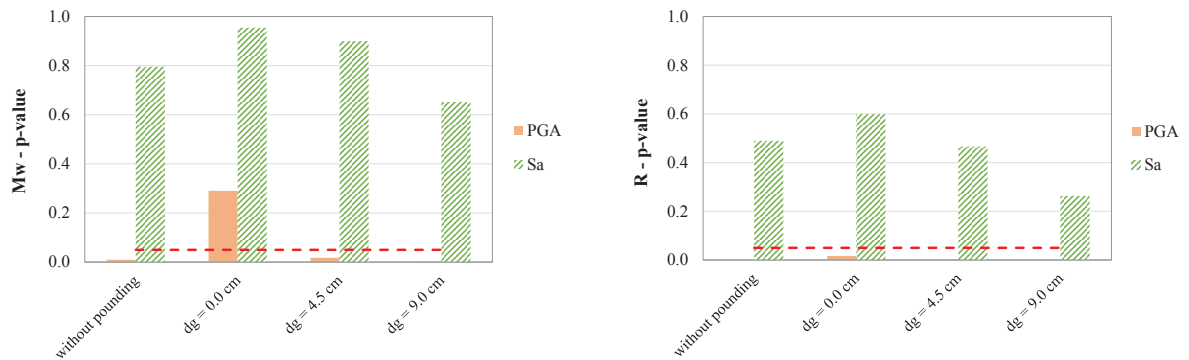 Mw - p-value
1.0
0.8
0.6
0.4
0.2
0.0
without pounding
dg = 0.0 cm
dg = 4.5 cm
dg = 9.0 cm
PGA
Sa
R - p-value
1.0
0.8
0.6
0.4
0.2
0.0
without pounding
dg = 0.0 cm
dg = 4.5 cm
dg = 9.0 cm
PGA
Sa